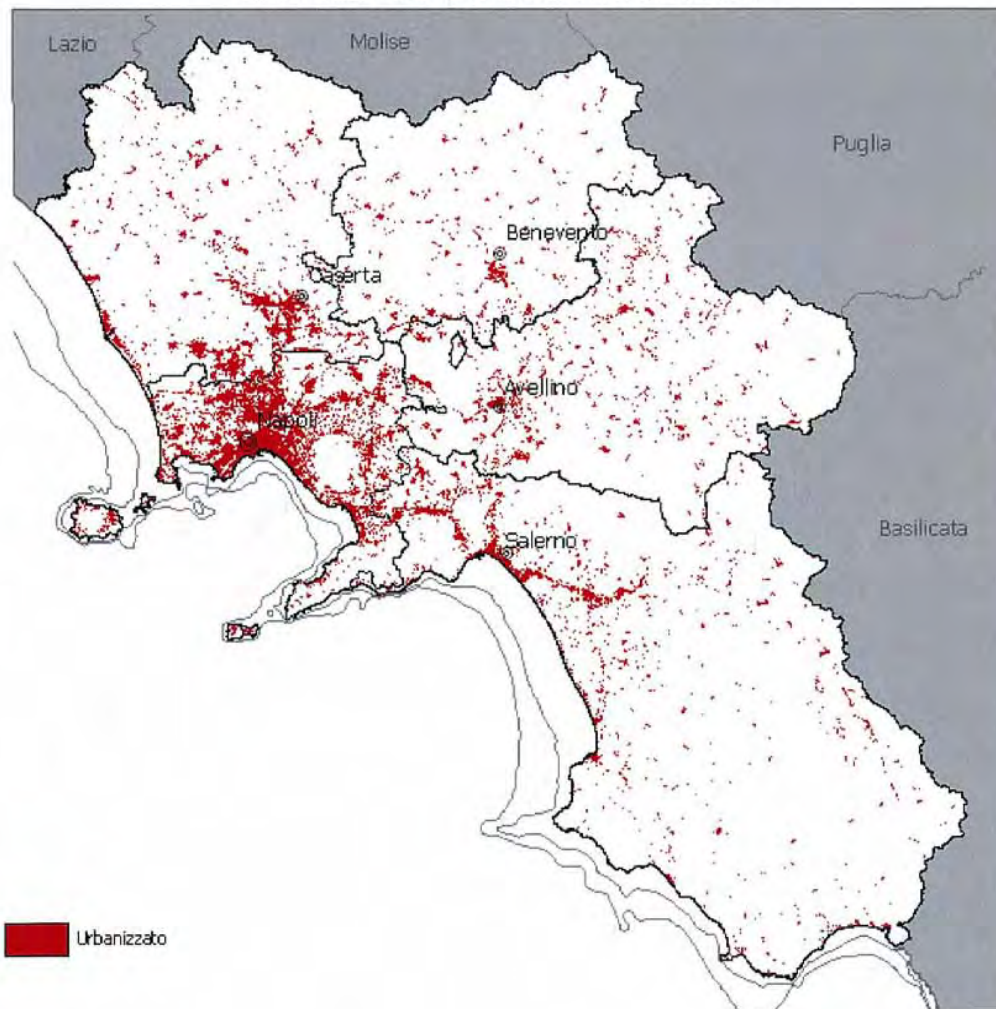 Lazio
Molise
Puglia
Benevento
Caserta
Avellino
Napoli
Basilicata
Salerno
Urbanizzato